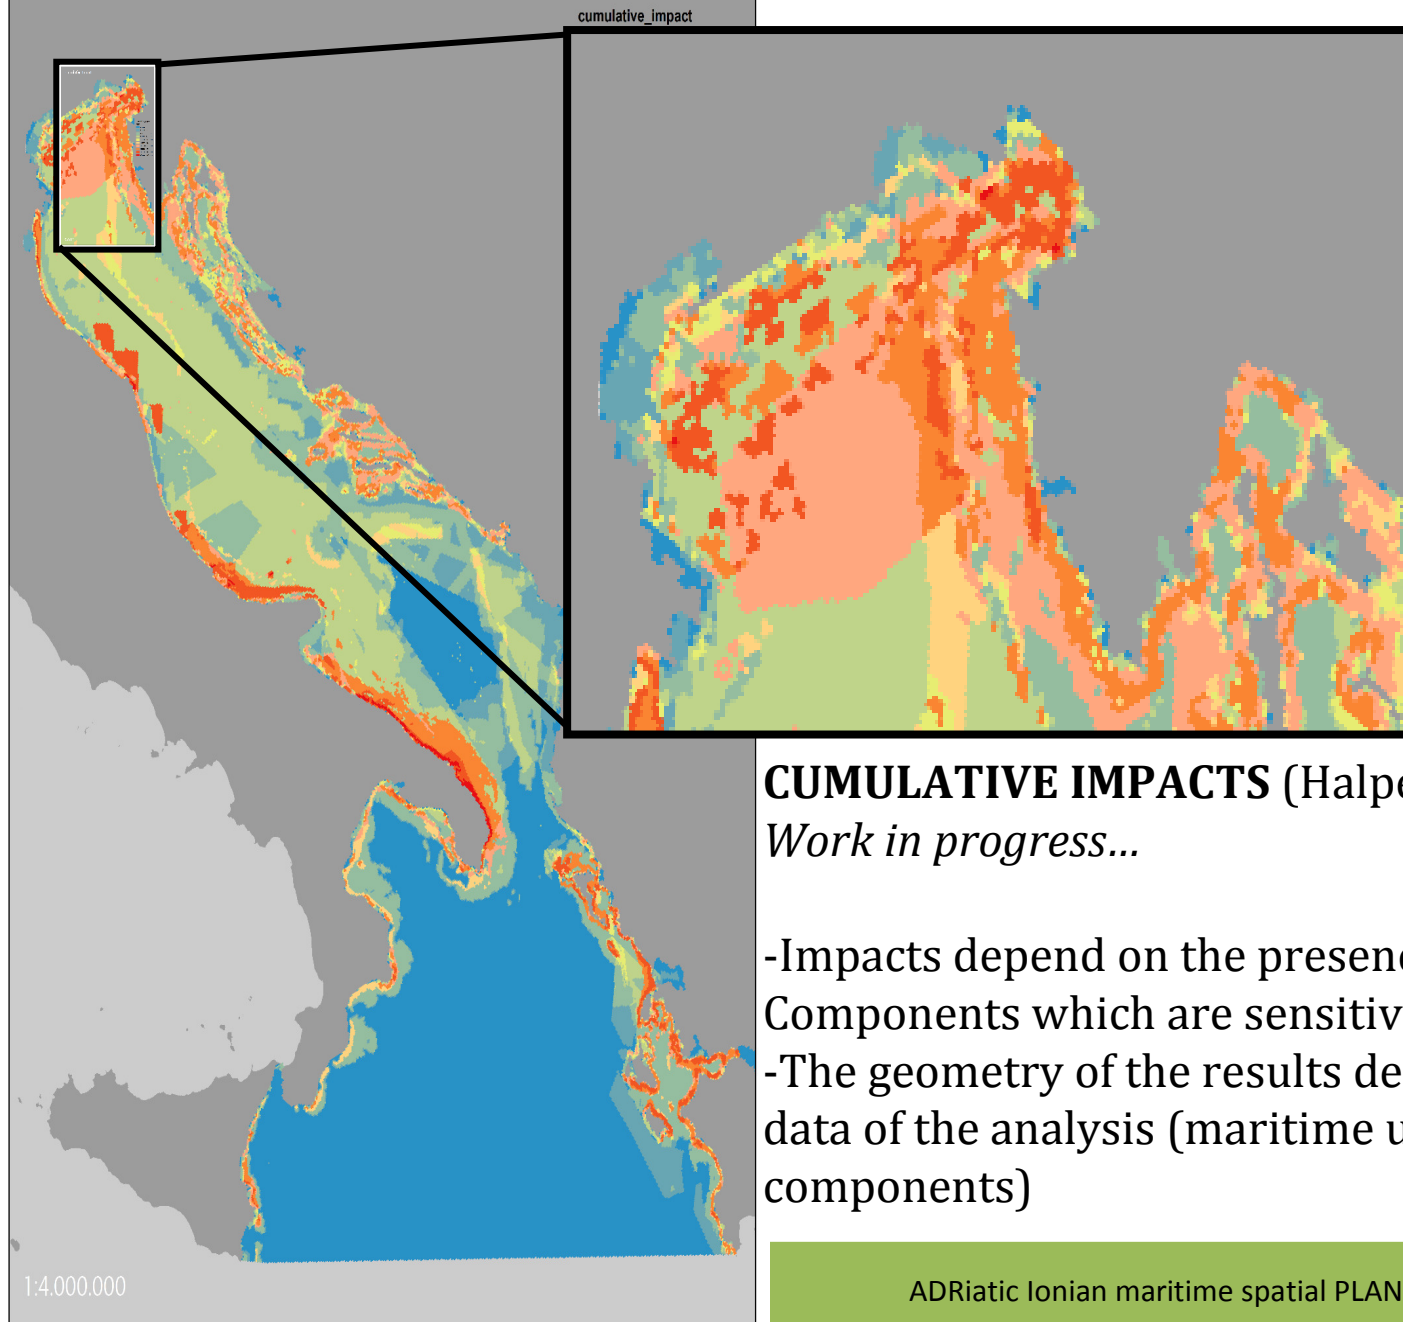 cumulative_impact
CUMULATIVE IMPACTS (Halpe
Work in progress...
-Impacts depend on the presenc
Components which are sensitiv
-The geometry of the results de
data of the analysis (maritime u
components)
1:4.000.000
ADRiatic Ionian maritime spatial PLAN